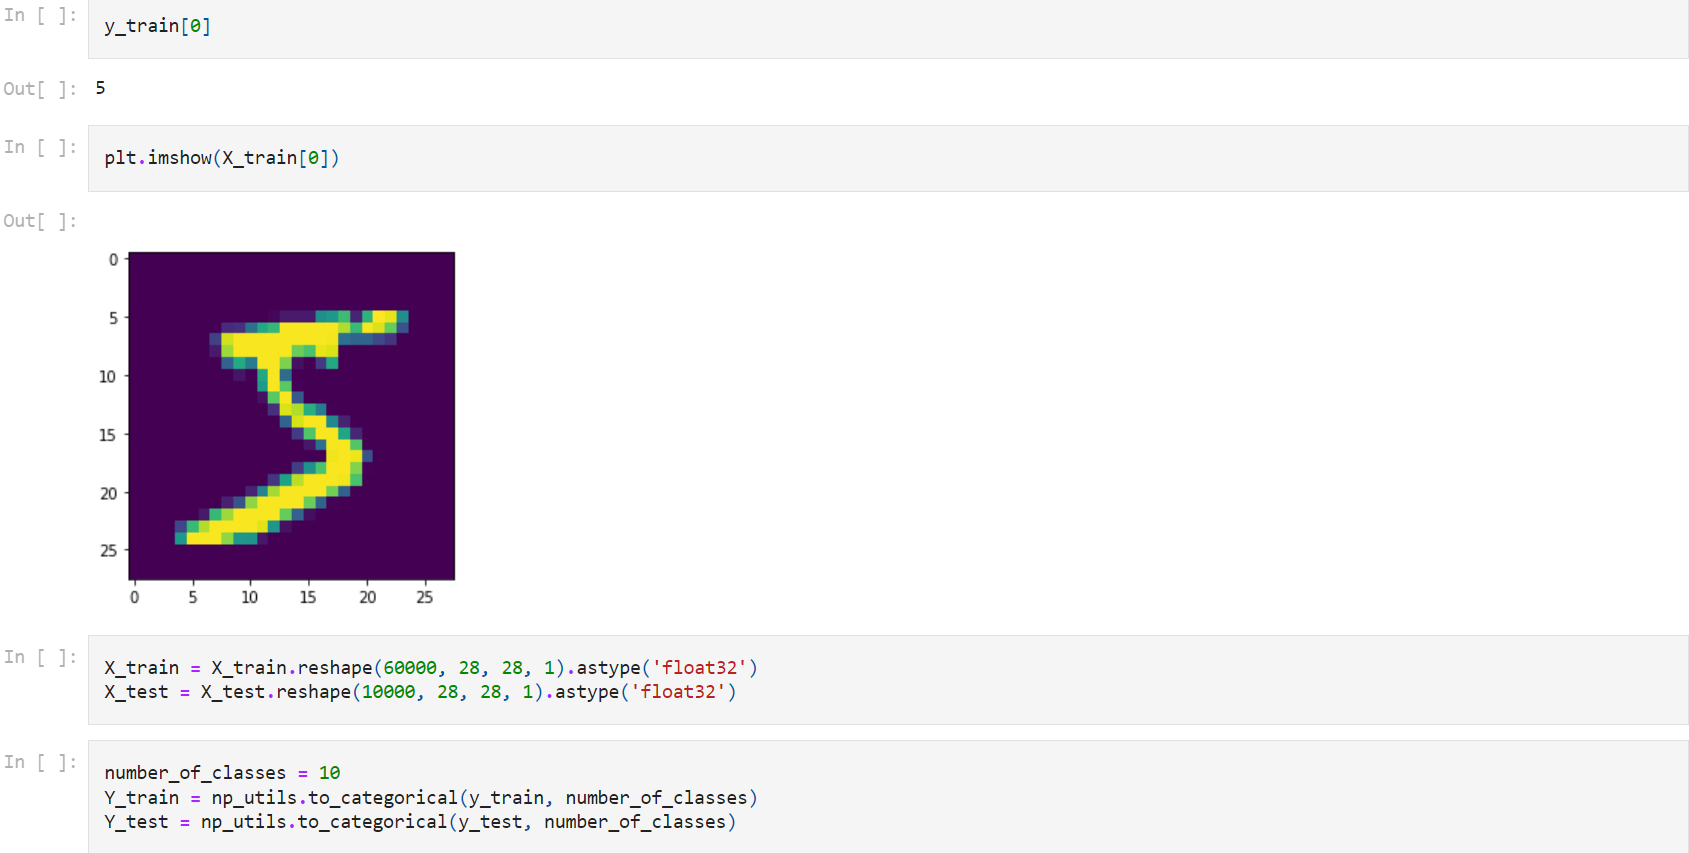 In [ ]:
y_train[0]
Out[ ]: 5
In [ ]:
plt.imshow(X_train[0])
Out[ ]:
0
5
10
15
20
25
0 5 10 15 20 25
In [ ]:
X_train = X_train.reshape(60000, 28, 28, 1).astype('float32')
X_test = X_test.reshape(10000, 28, 28, 1).astype('float32')
In [ ]:
number_of_classes = 10
Y_train = np_utils.to_categorical(y_train, number_of_classes)
Y_test = np_utils.to_categorical(y_test, number_of_classes)